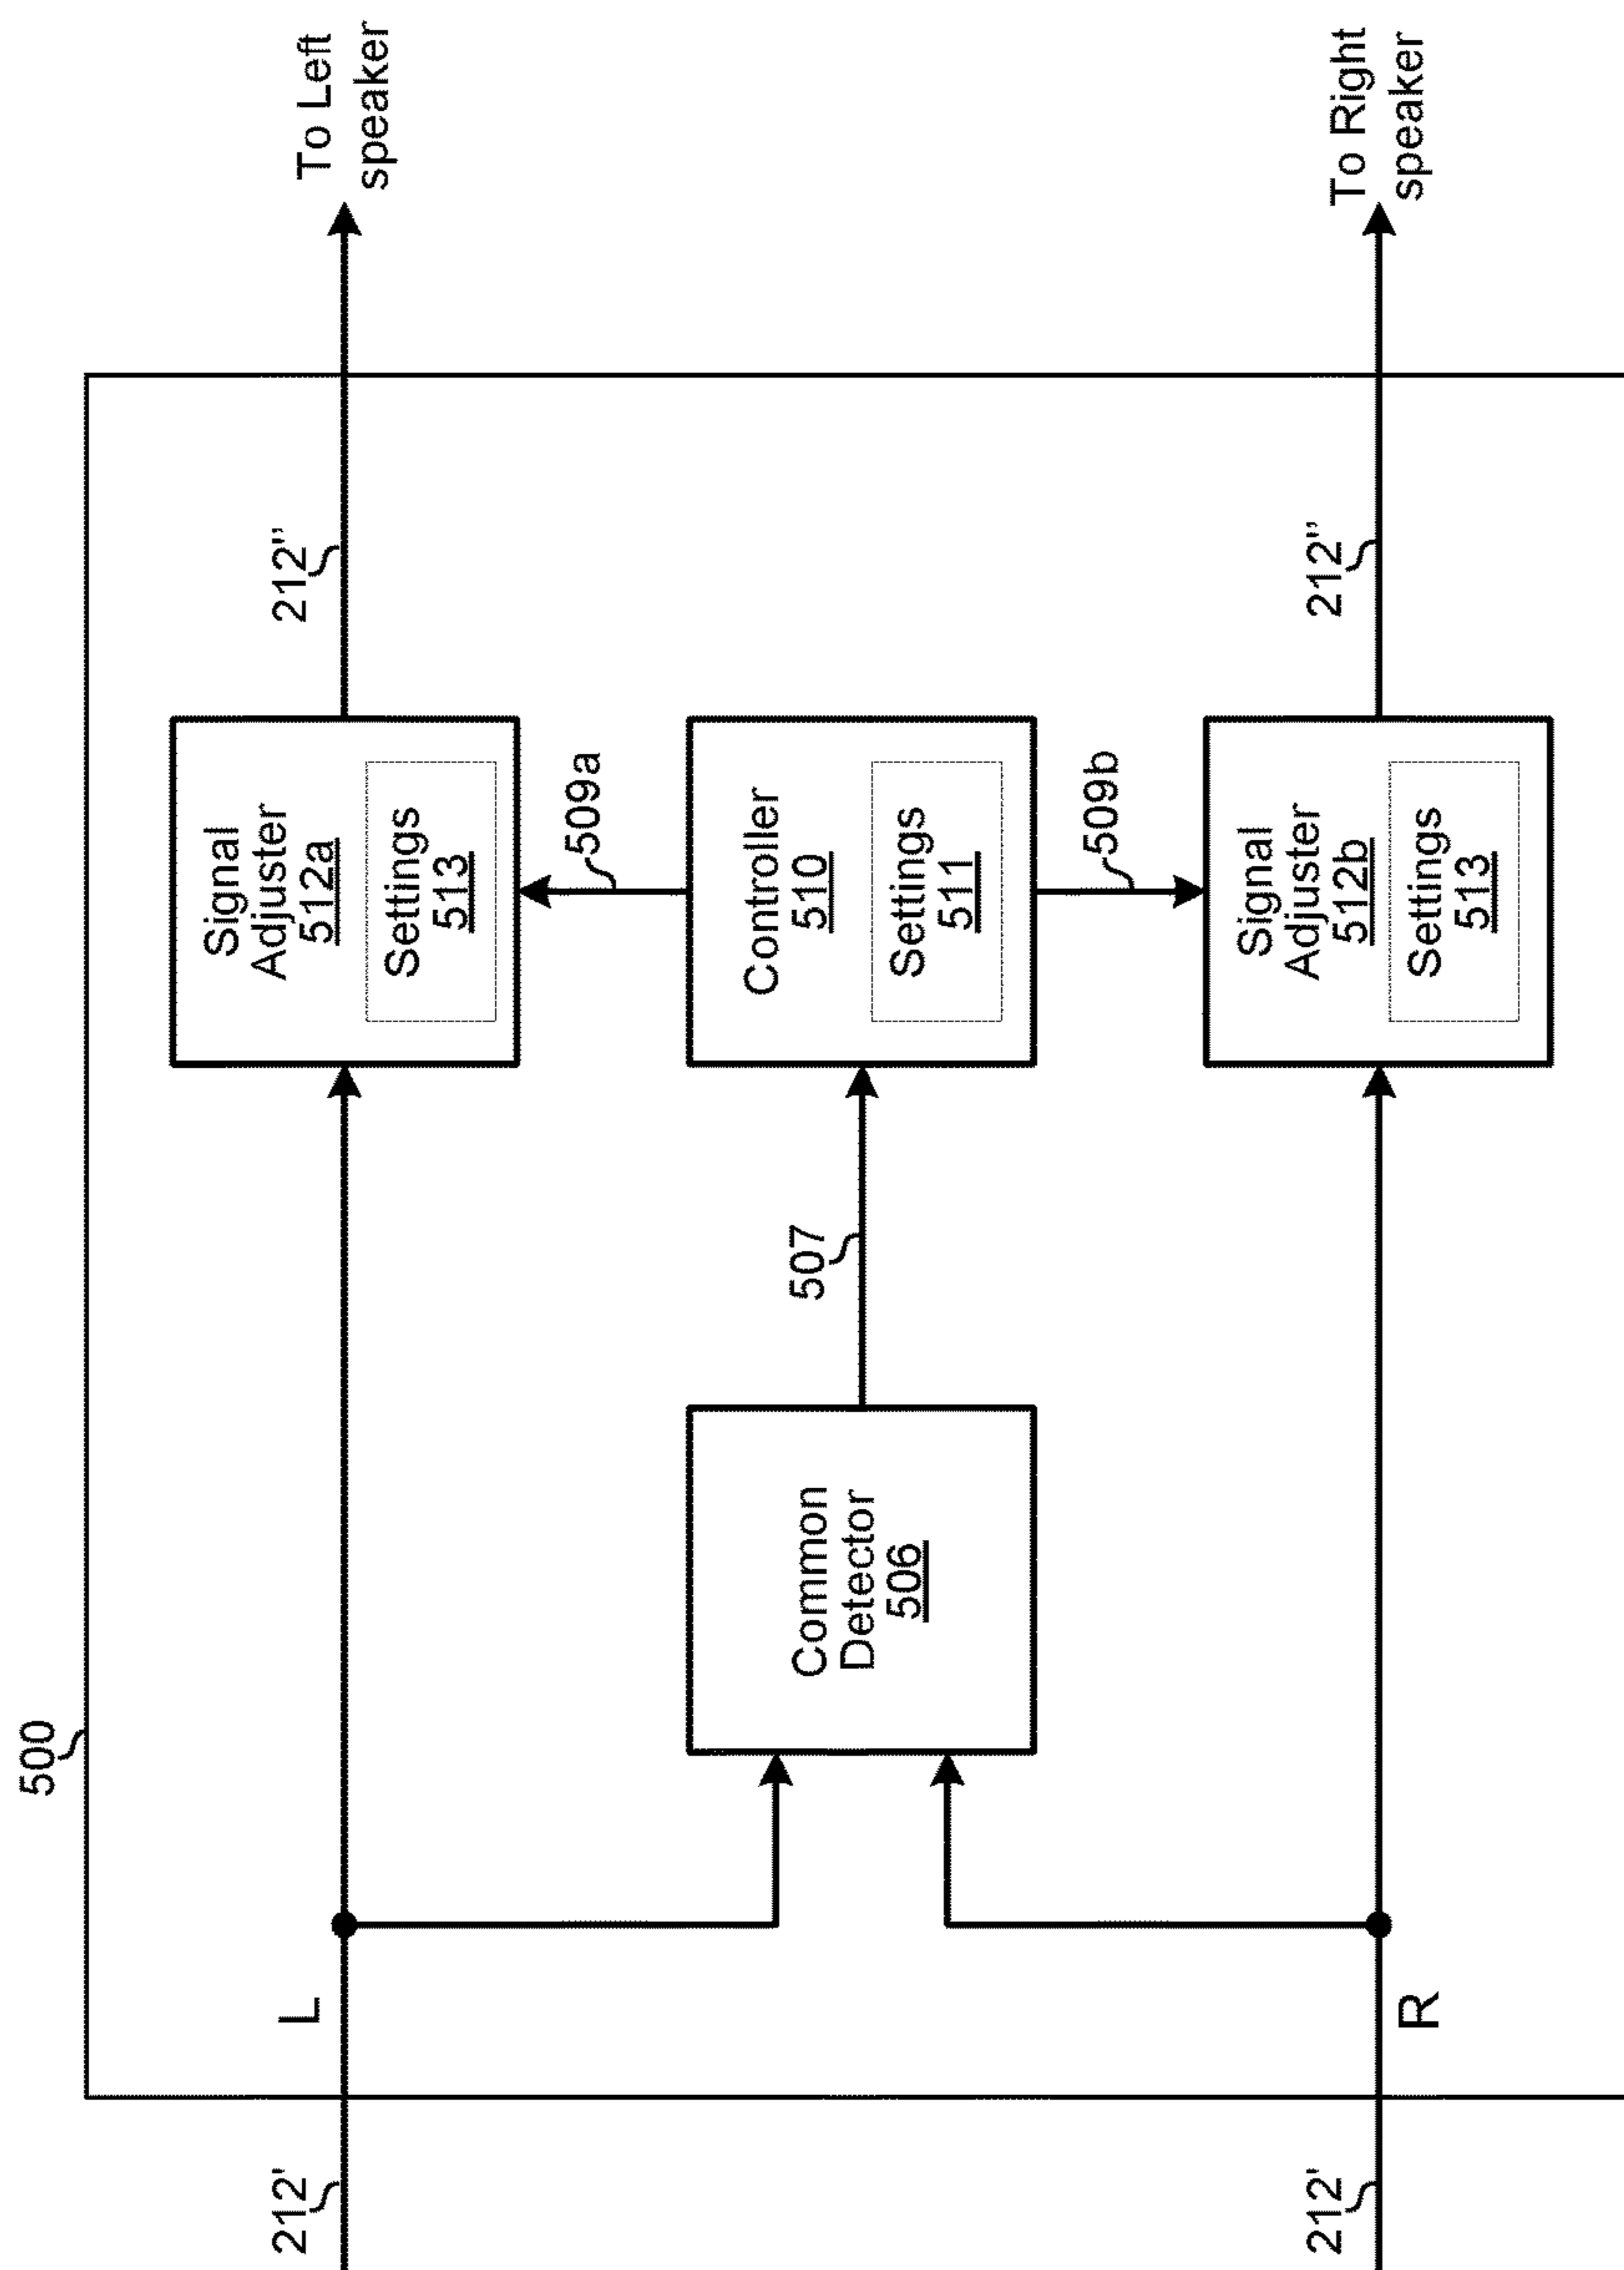 500
212'
L
Signal
Adjuster
512a
Settings
513
212"
To Left
speaker
509a
Common
Detector
506
507
Controller
510
Settings
511
509b
212'
R
Signal
Adjuster
512b
Settings
513
212"
To Right
speaker